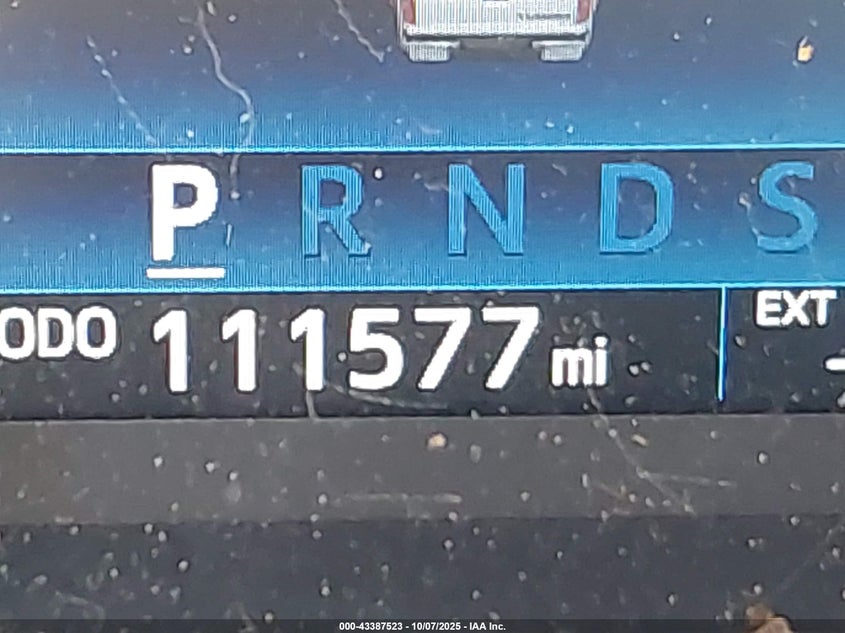 P R N D S
ODO 111577 mi
EXT
000-43387523 - 10/07/2025 - IAA Inc.